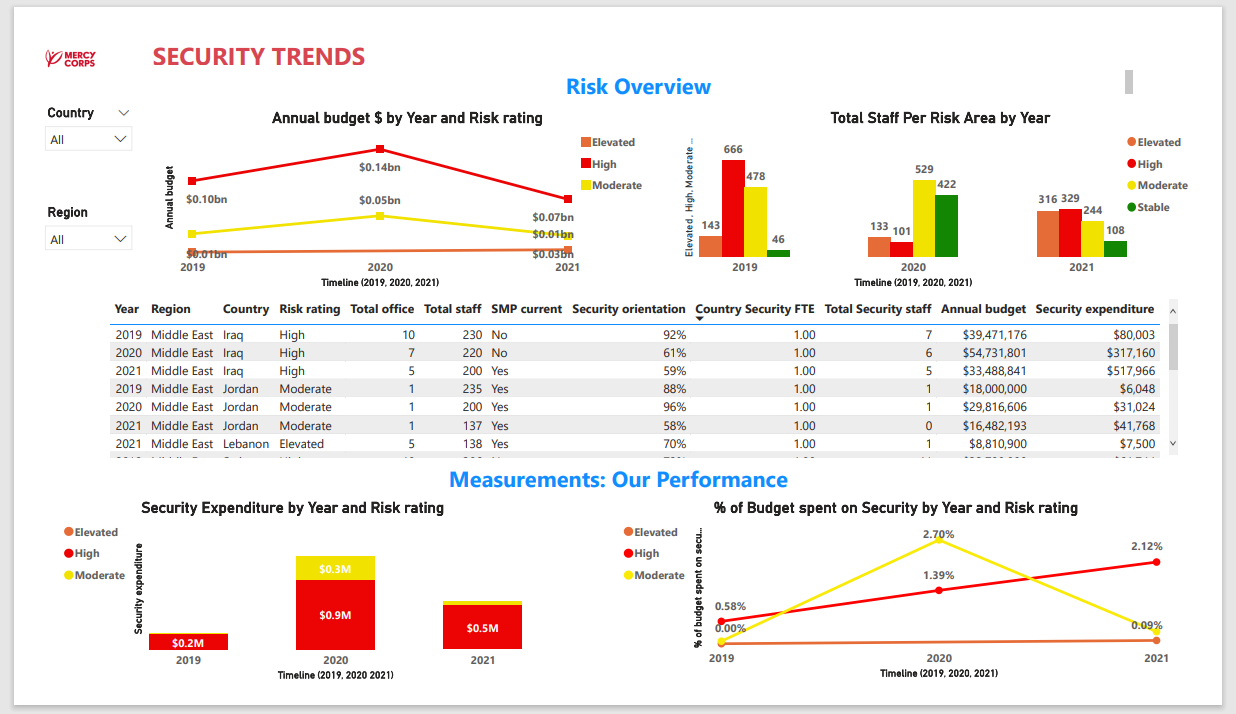 MERCY
CORPS
SECURITY TRENDS
Risk Overview
Country
All
Region
All
Annual budget $ by Year and Risk rating
Annual budget
Elevated
High
Moderate
$0.10bn
$0.14bn
$0.07bn
$0.05bn
$0.01bn
$0.01bn
$0.03bn
2019 2020 2021
Timeline (2019, 2020, 2021)
Total Staff Per Risk Area by Year
Elevated , High, Moderate ...
Elevated
High
Moderate
Stable
143 666 478 46
133 101 529 422
316 329 244 108
2019 2020 2021
Timeline (2019, 2020, 2021)
Year Region Country Risk rating Total office Total staff SMP current Security orientation Country Security FTE Total Security staff Annual budget Security expenditure
2019 Middle East Iraq High 10 230 No 92% 1.00 7 $39,471,176 $80,003
2020 Middle East Iraq High 7 220 No 61% 1.00 6 $54,731,801 $317,160
2021 Middle East Iraq High 5 200 Yes 59% 1.00 5 $33,488,841 $517,966
2019 Middle East Jordan Moderate 1 235 Yes 88% 1.00 1 $18,000,000 $6,048
2020 Middle East Jordan Moderate 1 200 Yes 96% 1.00 1 $29,816,606 $31,024
2021 Middle East Jordan Moderate 1 137 Yes 58% 1.00 0 $16,482,193 $41,768
2021 Middle East Lebanon Elevated 5 138 Yes 70% 1.00 1 $8,810,900 $7,500
Measurements: Our Performance
Security Expenditure by Year and Risk rating
Elevated
High
Moderate
Security expenditure
$0.2M
$0.3M
$0.9M
$0.5M
2019 2020 2021
Timeline (2019, 2020 2021)
% of Budget spent on Security by Year and Risk rating
Elevated
High
Moderate
% of budget spent on secu...
0.58%
0.00%
2.70%
1.39%
2.12%
0.09%
2019 2020 2021
Timeline (2019, 2020, 2021)